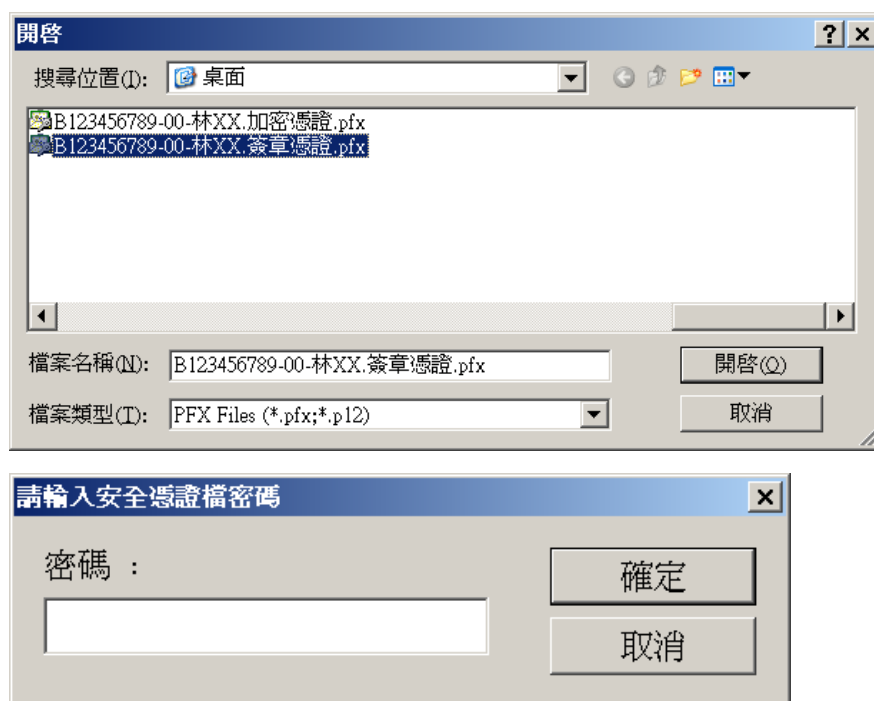 開啓
搜尋位置(I):
桌面
B123456789-00-林XX.加密憑證.pfx
B123456789-00-林XX.簽章憑證.pfx
檔案名稱(N):
B123456789-00-林XX.簽章憑證.pfx
開啓(O)
檔案類型(T):
PFX Files (*.pfx;*.p12)
取消
請輸入安全憑證檔密碼
密碼 :
確定
取消